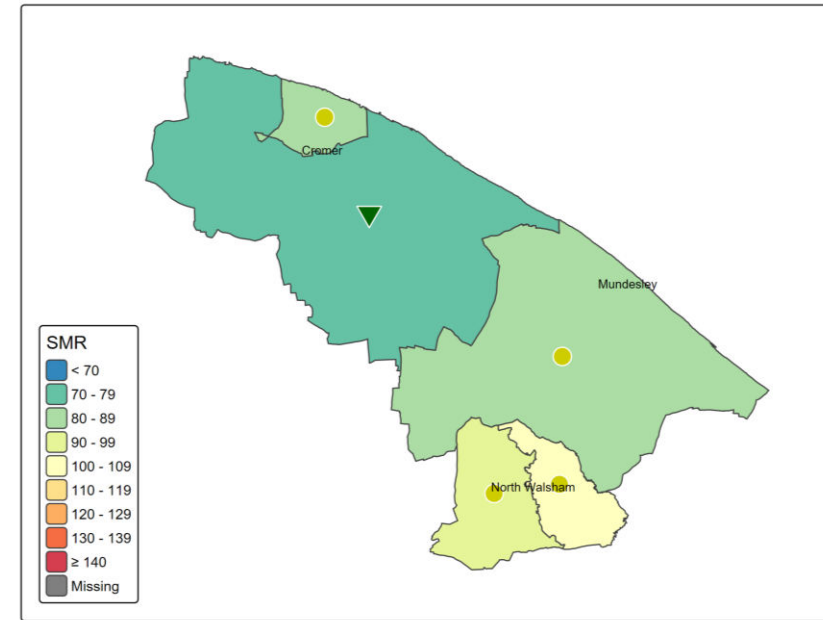 Cromer
Mundesley
SMR
< 70
70 - 79
80 - 89
90 - 99
100 - 109
110 - 119
120 - 129
130 - 139
≥ 140
Missing
North Walsham